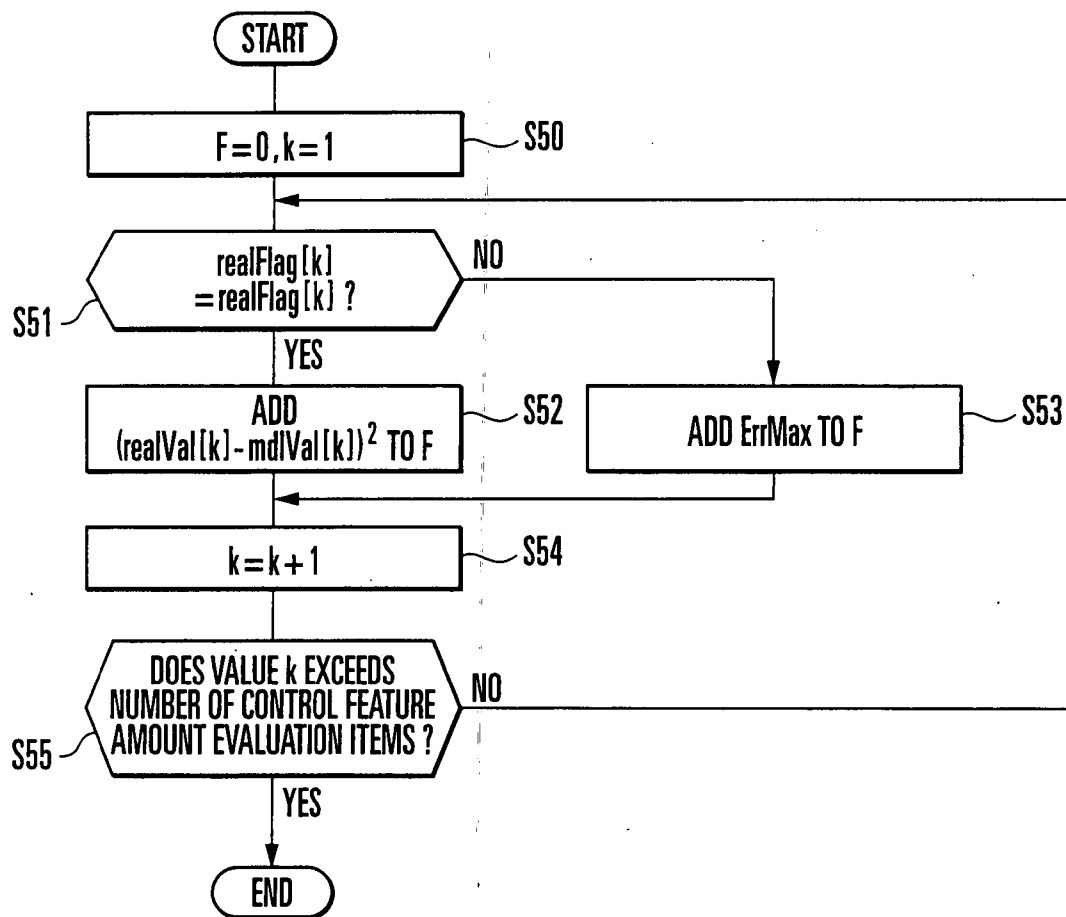 START
F=0,k=1
S50
realFlag[k]
=realFlag[k] ?
NO
S51
YES
ADD
(realVal[k]-mdlVal[k])² TO F
S52
ADD ErrMax TO F
S53
k=k+1
S54
DOES VALUE k EXCEEDS
NUMBER OF CONTROL FEATURE
AMOUNT EVALUATION ITEMS ?
NO
S55
YES
END